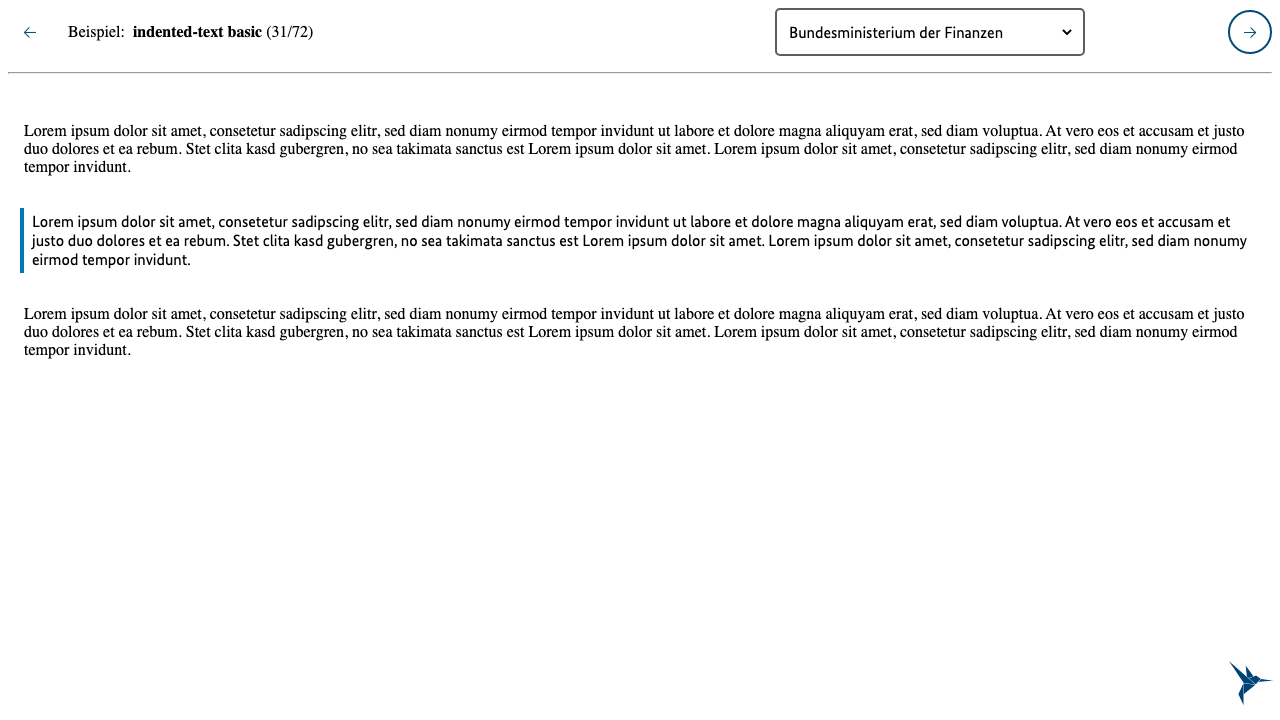 Beispiel: indented-text basic (31/72)
Bundesministerium der Finanzen
Lorem ipsum dolor sit amet, consetetur sadipscing elitr, sed diam nonumy eirmod tempor invidunt ut labore et dolore magna aliquyam erat, sed diam voluptua. At vero eos et accusam et justo
duo dolores et ea rebum. Stet clita kasd gubergren, no sea takimata sanctus est Lorem ipsum dolor sit amet. Lorem ipsum dolor sit amet, consetetur sadipscing elitr, sed diam nonumy eirmod
tempor invidunt.
Lorem ipsum dolor sit amet, consetetur sadipscing elitr, sed diam nonumy eirmod tempor invidunt ut labore et dolore magna aliquyam erat, sed diam voluptua. At vero eos et accusam et
justo duo dolores et ea rebum. Stet clita kasd gubergren, no sea takimata sanctus est Lorem ipsum dolor sit amet. Lorem ipsum dolor sit amet, consetetur sadipscing elitr, sed diam nonumy
eirmod tempor invidunt.
Lorem ipsum dolor sit amet, consetetur sadipscing elitr, sed diam nonumy eirmod tempor invidunt ut labore et dolore magna aliquyam erat, sed diam voluptua. At vero eos et accusam et justo
duo dolores et ea rebum. Stet clita kasd gubergren, no sea takimata sanctus est Lorem ipsum dolor sit amet. Lorem ipsum dolor sit amet, consetetur sadipscing elitr, sed diam nonumy eirmod
tempor invidunt.